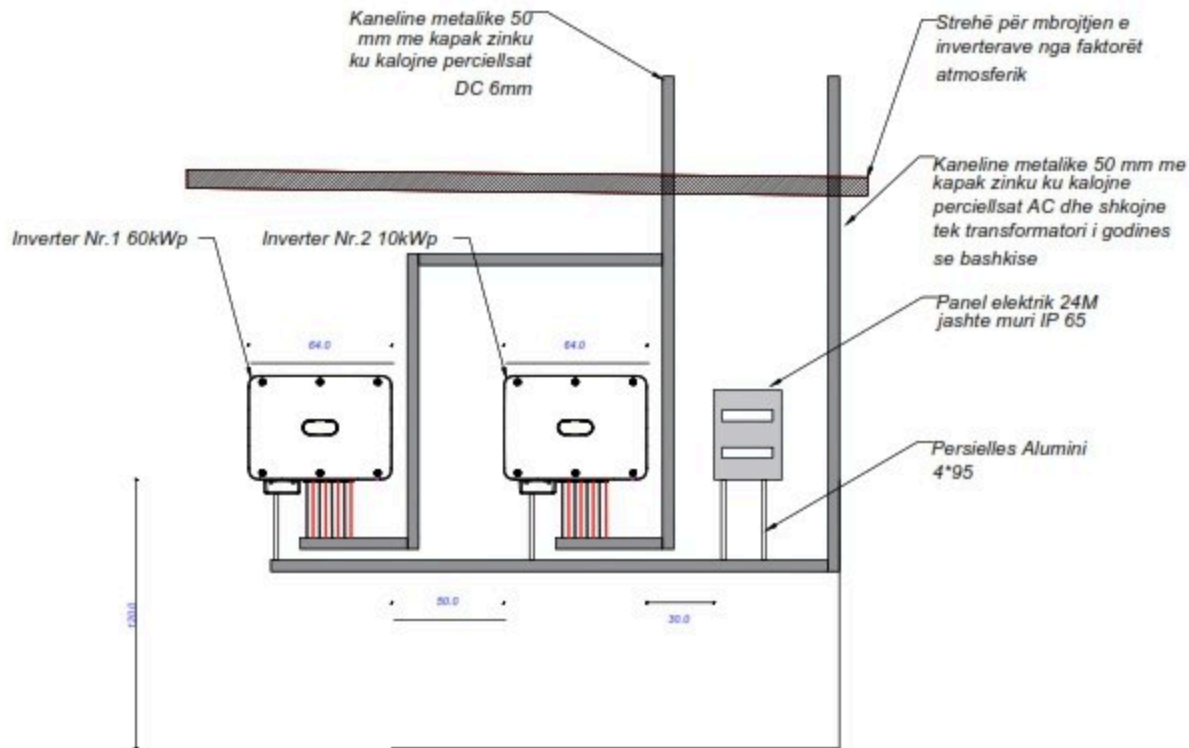 Kaneline metalike 50
mm me kapak zinku
ku kalojne perciellsat
DC 6mm
Strehë për mbrojtjen e
inverterave nga faktorët
atmosferik
Kaneline metalike 50 mm me
kapak zinku ku kalojne
perciellsat AC dhe shkojne
tek transformatori i godines
se bashkise
Inverter Nr.1 60kWp
Inverter Nr.2 10kWp
Panel elektrik 24M
jashte muri IP 65
64.0
64.0
Persielles Alumini
4*95
50.0
30.0
120.0